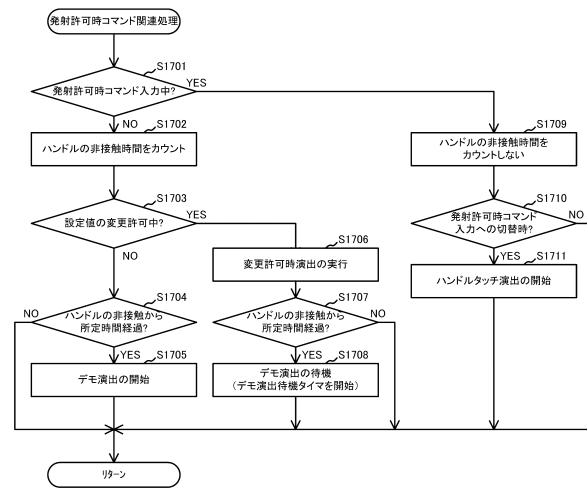 発射許可時コマンド関連処理
S1701
発射許可時コマンド入力中?
YES
NO
S1702
ハンドルの非接触時間をカウント
S1709
ハンドルの非接触時間を
カウントしない
S1703
設定値の変更許可中?
YES
NO
S1710
発射許可時コマンド
入力への切替時?
NO
YES
S1706
変更許可時演出の実行
S1711
ハンドルタッチ演出の開始
S1704
NO
ハンドルの非接触から
所定時間経過?
YES
S1707
ハンドルの非接触から
所定時間経過?
NO
YES
S1705
デモ演出の開始
S1708
デモ演出の待機
(デモ演出待機タイマを開始)
リターン